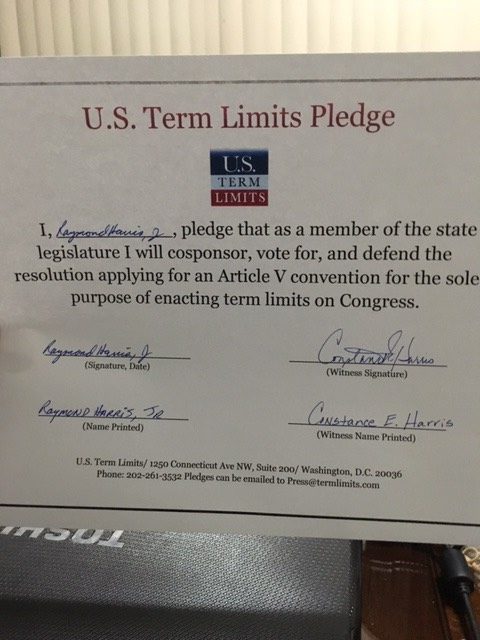 U.S. Term Limits Pledge
U.S.
TERM
LIMITS
I, Raymond Harris, Jr, pledge that as a member of the state
legislature I will cosponsor, vote for, and defend the
resolution applying for an Article V convention for the sole
purpose of enacting term limits on Congress.
Raymond Harris, Jr Constance E. Harris
(Signature, Date) (Witness Signature)
RAYMOND HARRIS, JR Constance E. Harris
(Name Printed) (Witness Name Printed)
U.S. Term Limits/ 1250 Connecticut Ave NW, Suite 200/ Washington, D.C. 20036
Phone: 202-261-3532 Pledges can be emailed to Press@termlimits.com
TOSHI